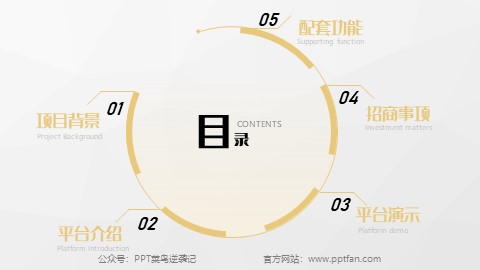 05
配套功能
Supporting function
04
招商事项
Investment matters
01
项目背景
Project Background
目录
CONTENTS
03
平台演示
Platform demo
02
平台介绍
Platform introduction
公众号：PPT菜鸟逆袭记
官方网站：www.pptfan.com